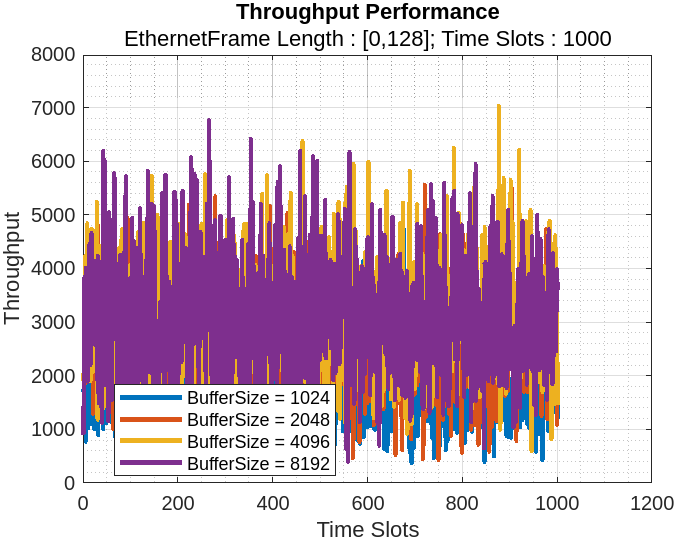 Throughput Performance
EthernetFrame Length : [0,128]; Time Slots : 1000
8000
7000
6000
5000
4000
3000
2000
1000
0
Throughput
BufferSize = 1024
BufferSize = 2048
BufferSize = 4096
BufferSize = 8192
0 200 400 600 800 1000 1200
Time Slots